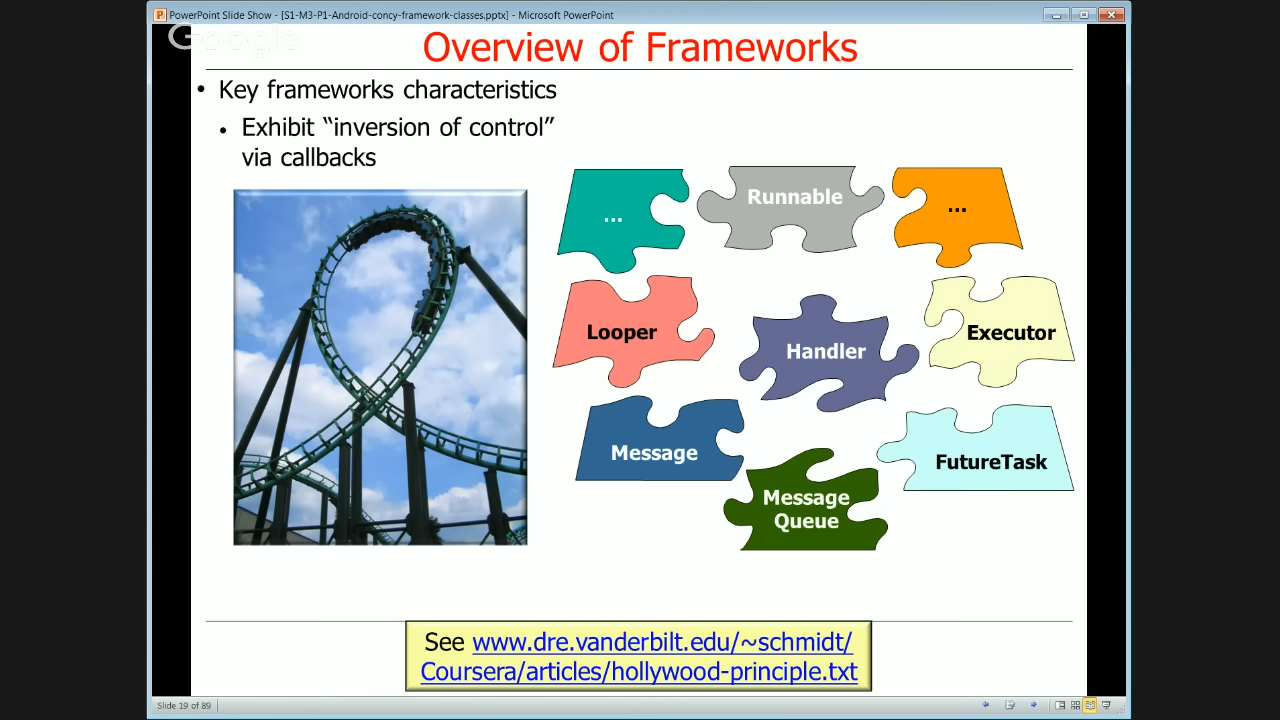 PowerPoint Slide Show - [S1-M3-P1-Android-concy-framework-classes.pptx] - Microsoft PowerPoint
Google
Overview of Frameworks
• Key frameworks characteristics
• Exhibit “inversion of control”
via callbacks
...
Runnable
...
Looper
Handler
Executor
Message
Message
Queue
FutureTask
See www.dre.vanderbilt.edu/~schmidt/
Coursera/articles/hollywood-principle.txt
Slide 19 of 89